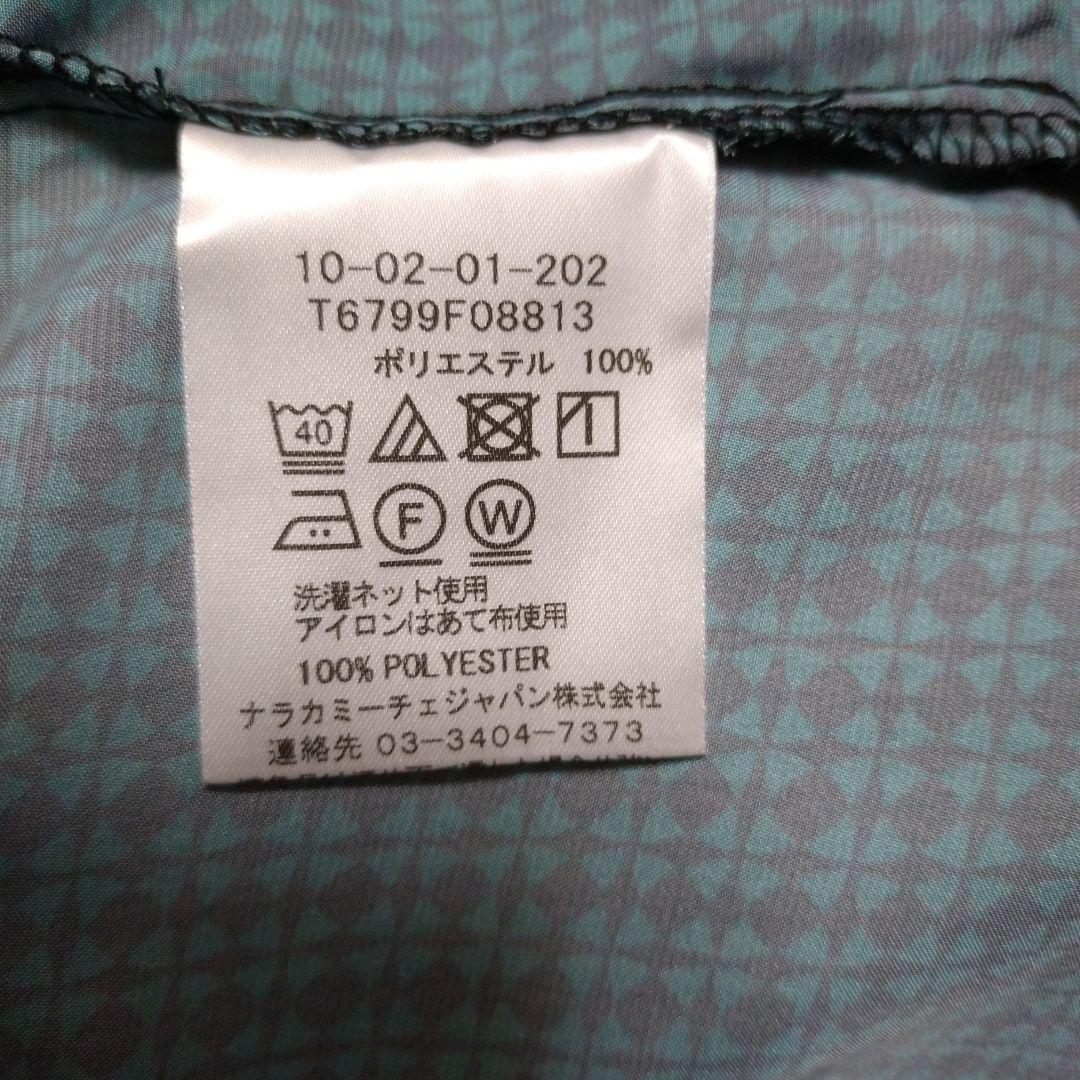 10-02-01-202
T6799F08813
ポリエステル 100%
40
F W
洗濯ネット使用
アイロンはあて布使用
100% POLYESTER
ナラカミーチェジャパン株式会社
連絡先 03-3404-7373